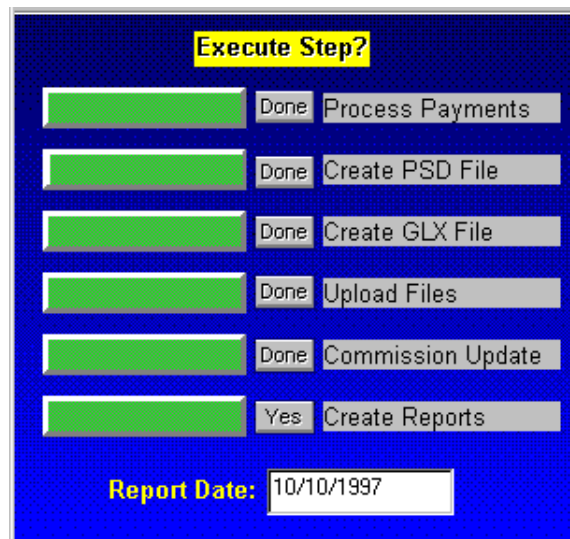 Execute Step?
Done Process Payments
Done Create PSD File
Done Create GLX File
Done Upload Files
Done Commission Update
Yes Create Reports
Report Date: 10/10/1997